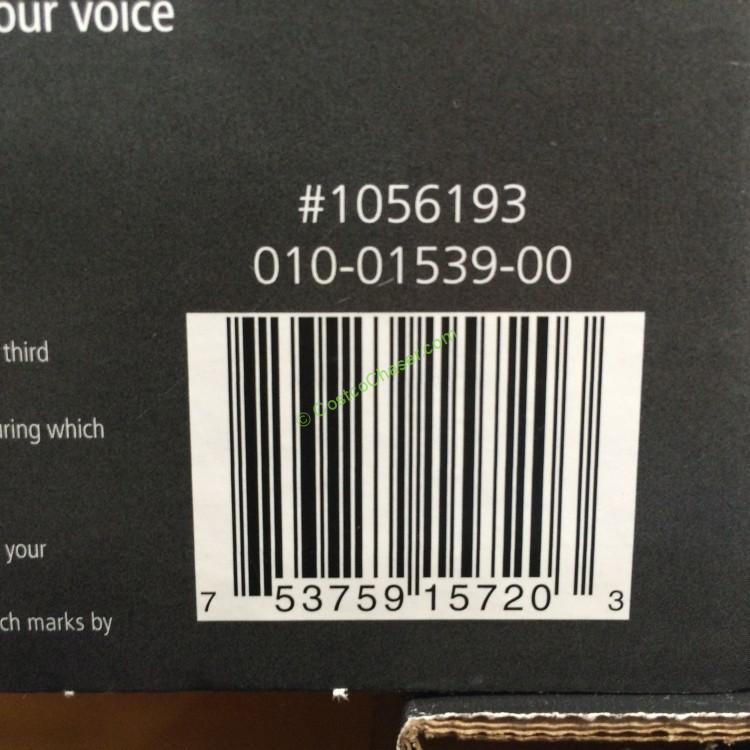 our voice
#1056193
010-01539-00
third
uring which
your
ch marks by
© CostcoChaser.com
7 53759 15720 3